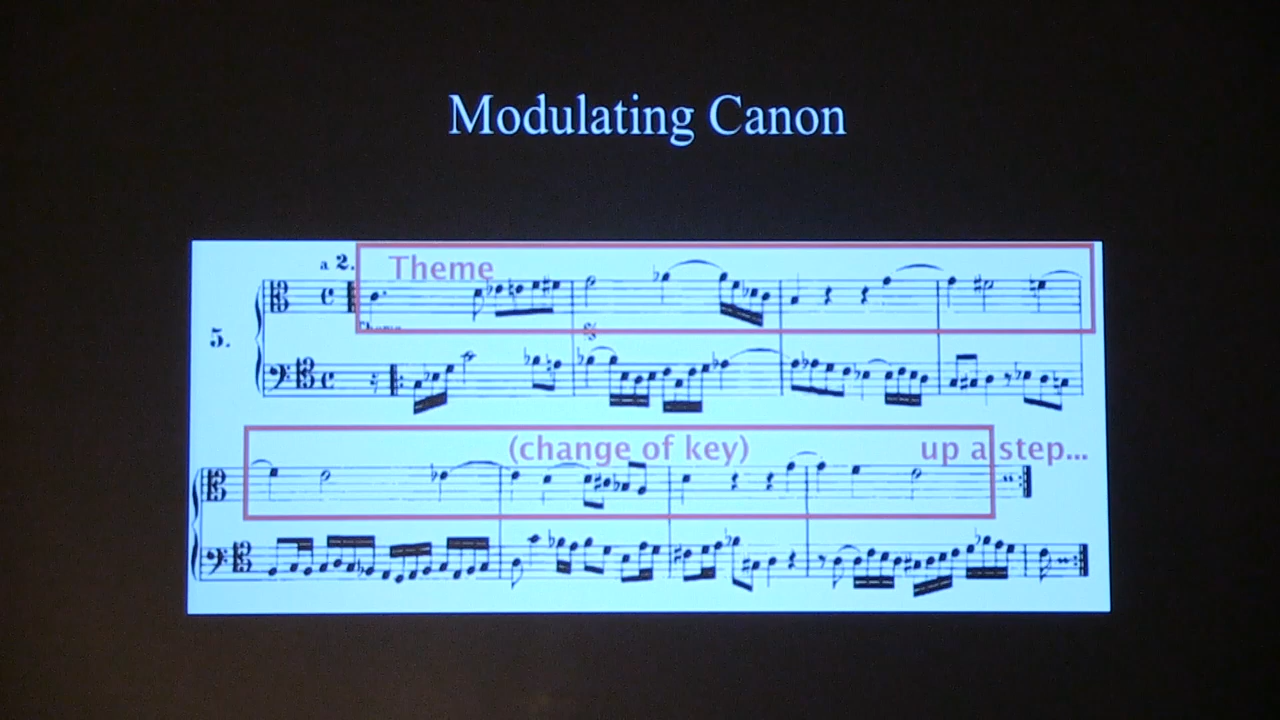 Modulating Canon
a 2.
Theme
5.
(change of key)
up a step...